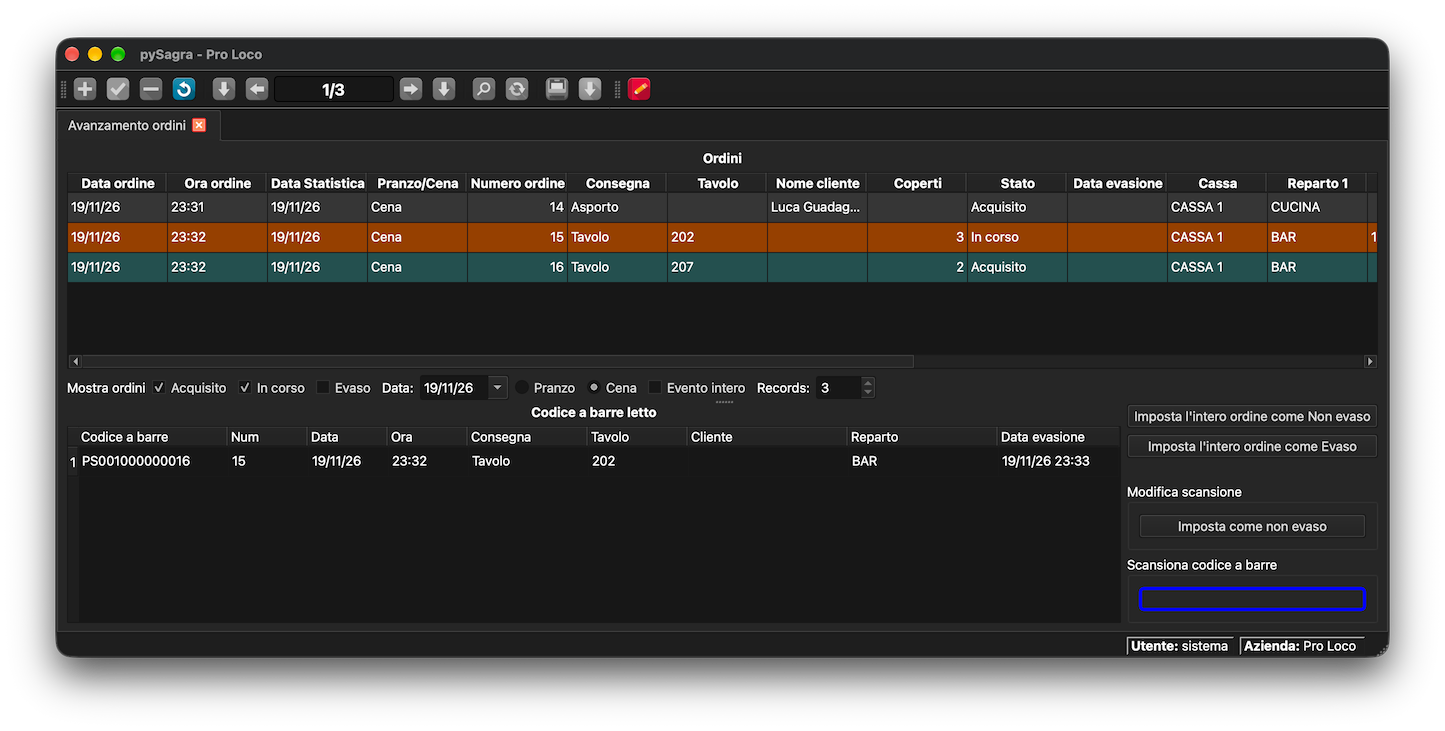 pySagra - Pro Loco
1/3
Avanzamento ordini
Ordini
Data ordine Ora ordine Data Statistica Pranzo/Cena Numero ordine Consegna Tavolo Nome cliente Coperti Stato Data evasione Cassa Reparto 1
19/11/26 23:31 19/11/26 Cena 14 Asporto Luca Guadag... Acquisito CASSA 1 CUCINA
19/11/26 23:32 19/11/26 Cena 15 Tavolo 202 3 In corso CASSA 1 BAR 1
19/11/26 23:32 19/11/26 Cena 16 Tavolo 207 2 Acquisito CASSA 1 BAR
Mostra ordini Acquisito In corso Evaso Data: 19/11/26 Pranzo Cena Evento intero Records: 3
Codice a barre letto
Codice a barre Num Data Ora Consegna Tavolo Cliente Reparto Data evasione
1 PS001000000016 15 19/11/26 23:32 Tavolo 202 BAR 19/11/26 23:33
Imposta l'intero ordine come Non evaso
Imposta l'intero ordine come Evaso
Modifica scansione
Imposta come non evaso
Scansiona codice a barre
Utente: sistema Azienda: Pro Loco